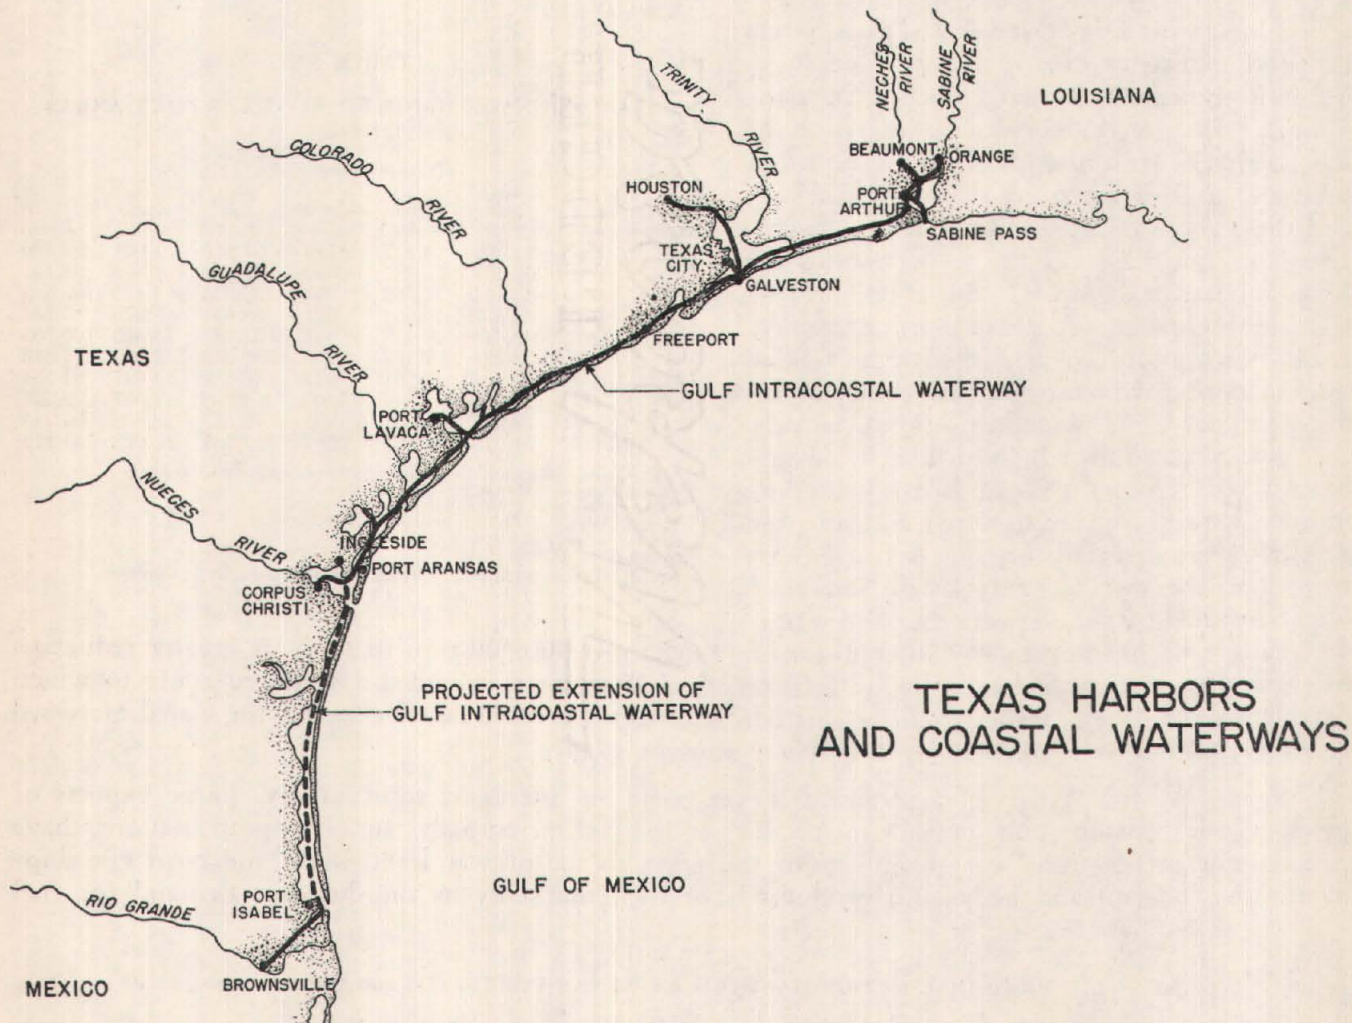 NECHES
RIVER
SABINE
RIVER
TRINITY
RIVER
LOUISIANA
COLORADO
RIVER
BEAUMONT
ORANGE
HOUSTON
PORT
ARTHUR
SABINE PASS
GUADALUPE
RIVER
TEXAS
CITY
GALVESTON
FREEPORT
TEXAS
GULF INTRACOASTAL WATERWAY
PORT
LAVACA
NUECES
RIVER
INGLESIDE
PORT ARANSAS
CORPUS
CHRISTI
PROJECTED EXTENSION OF
GULF INTRACOASTAL WATERWAY
TEXAS HARBORS
AND COASTAL WATERWAYS
GULF OF MEXICO
PORT
ISABEL
RIO GRANDE
BROWNSVILLE
MEXICO